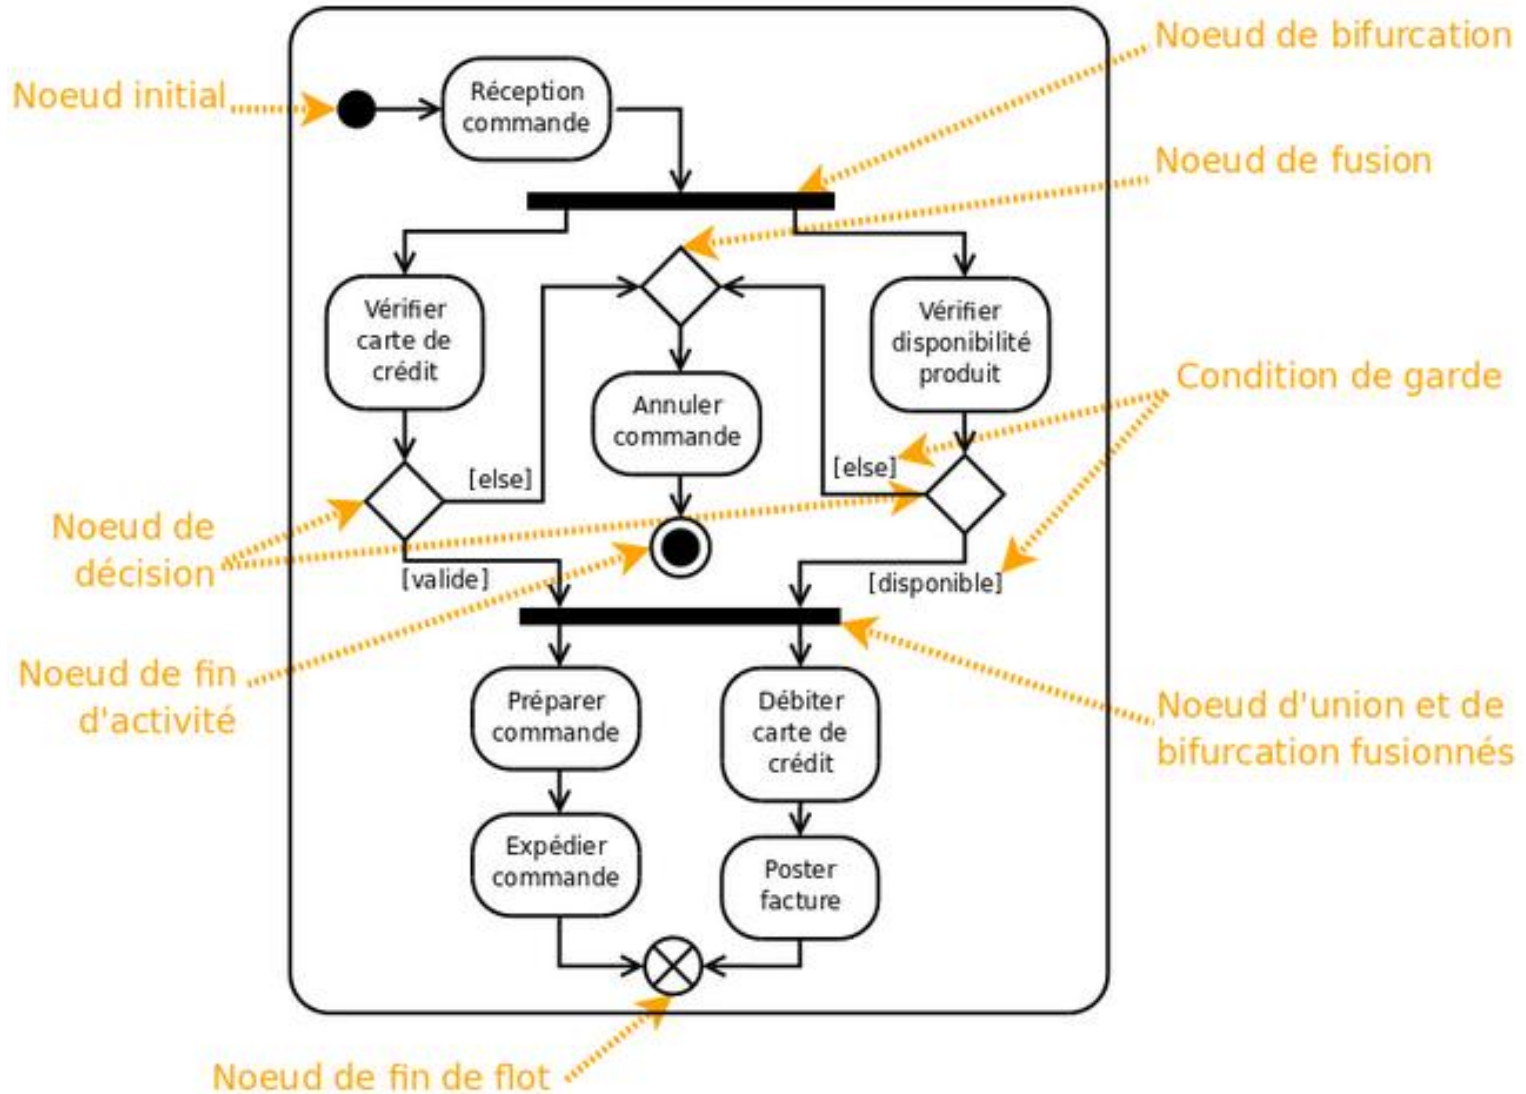 Noeud de bifurcation
Noeud initial
Réception
commande
Noeud de fusion
Vérifier
carte de
crédit
Vérifier
disponibilité
produit
Condition de garde
Annuler
commande
[else]
[else]
Noeud de
décision
[valide]
[disponible]
Noeud de fin
d'activité
Préparer
commande
Débiter
carte de
crédit
Noeud d'union et de
bifurcation fusionnés
Expédier
commande
Poster
facture
Noeud de fin de flot